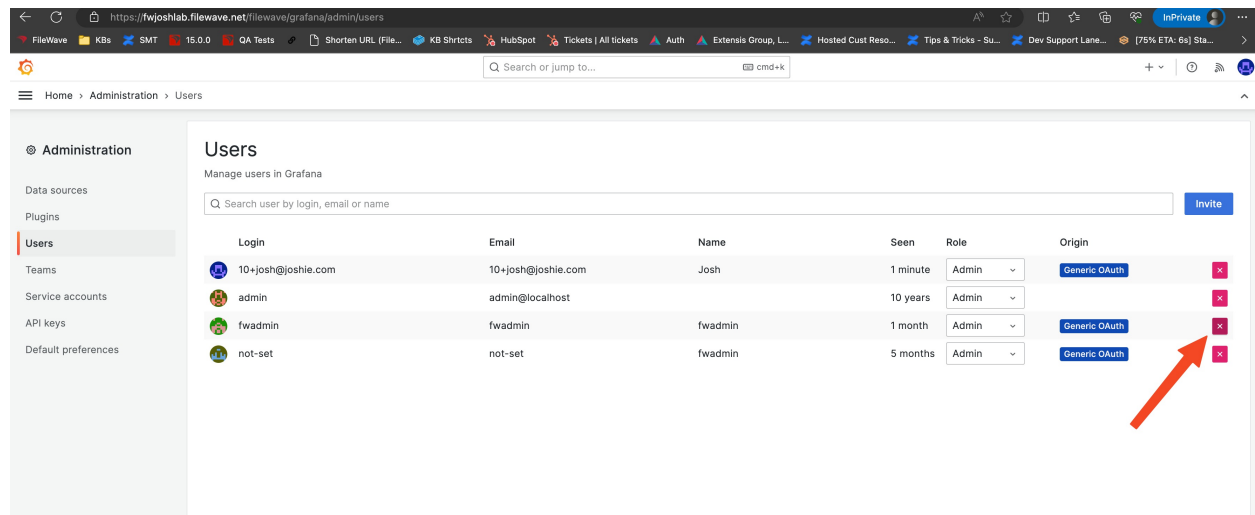 https://fwjoshlab.filewave.net/filewave/grafana/admin/users
InPrivate
FileWave KBs SMT 15.0.0 QA Tests Shorten URL (File... KB Shrtcts HubSpot Tickets | All tickets Auth Extensis Group, L... Hosted Cust Reso... Tips & Tricks - Su... Dev Support Lane... [75% ETA: 6s] Sta...
Search or jump to... cmd+k
Home › Administration › Users
Administration
Data sources
Plugins
Users
Teams
Service accounts
API keys
Default preferences
Users
Manage users in Grafana
Search user by login, email or name
Invite
Login Email Name Seen Role Origin
10+josh@joshie.com 10+josh@joshie.com Josh 1 minute Admin Generic OAuth
admin admin@localhost 10 years Admin
fwadmin fwadmin fwadmin 1 month Admin Generic OAuth
not-set not-set fwadmin 5 months Admin Generic OAuth